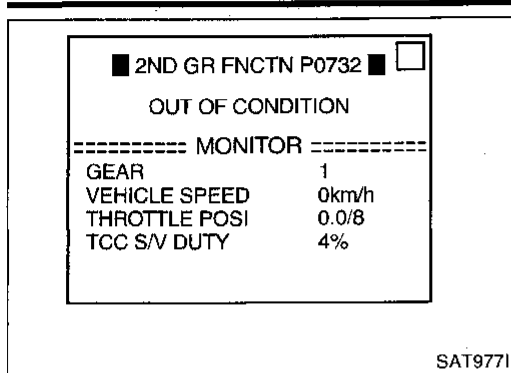 ■ 2ND GR FNCTN P0732 ■
OUT OF CONDITION
========== MONITOR ==========
GEAR 1
VEHICLE SPEED 0km/h
THROTTLE POSI 0.0/8
TCC S/V DUTY 4%
SAT977I